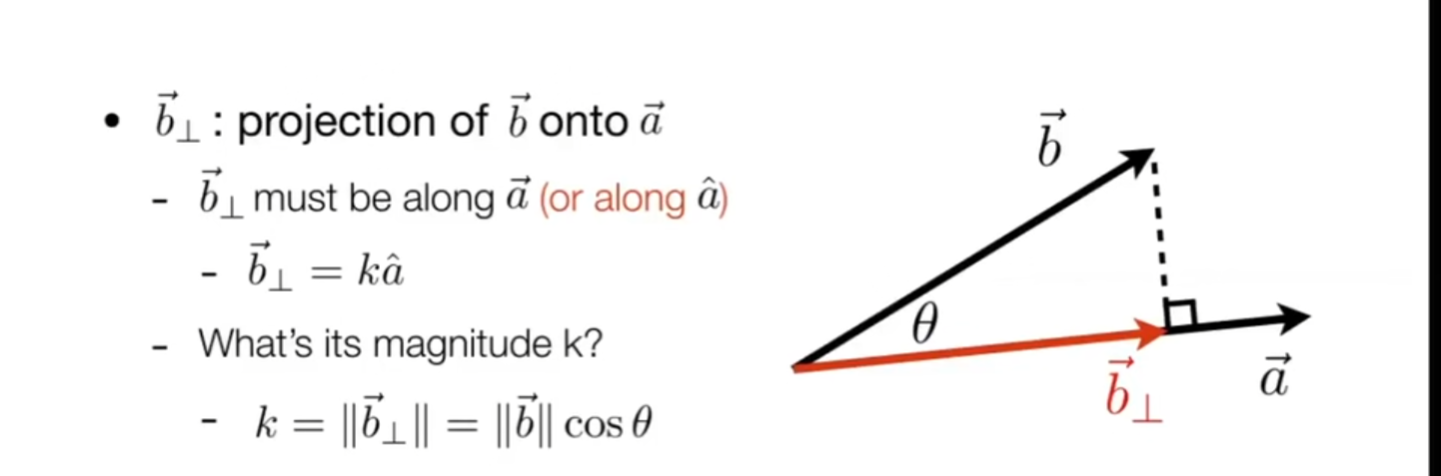 • $\vec{b}_\perp$ : projection of $\vec{b}$ onto $\vec{a}$
- $\vec{b}_\perp$ must be along $\vec{a}$ (or along $\hat{a}$)
- $\vec{b}_\perp = k\hat{a}$
- What's its magnitude k?
- $k = \|\vec{b}_\perp\| = \|\vec{b}\| \cos\theta$
$\vec{b}$
$\theta$
$\vec{b}_\perp$
$\vec{a}$